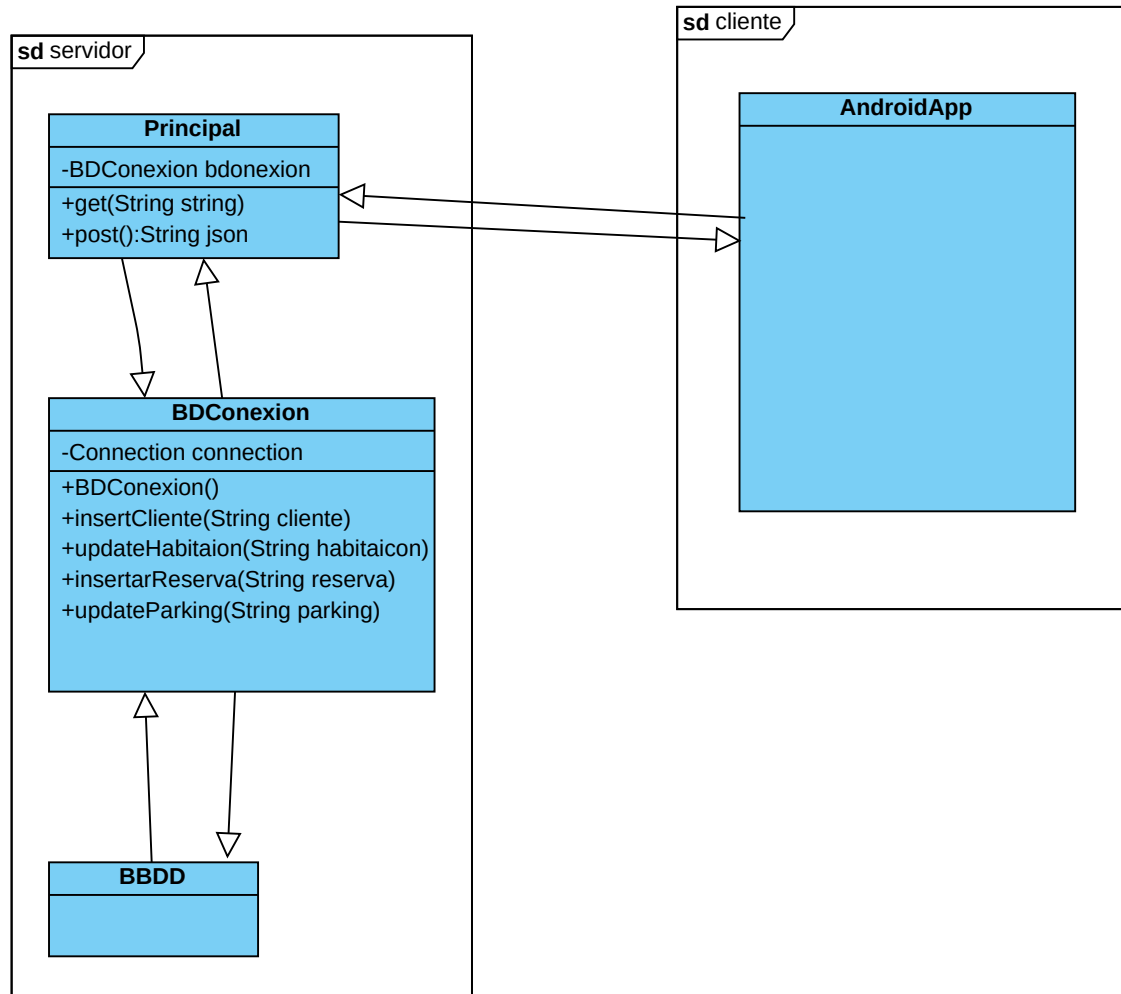 sd servidor
Principal
-BDConexion bdonexion
+get(String string)
+post():String json
BDConexion
-Connection connection
+BDConexion()
+insertCliente(String cliente)
+updateHabitaion(String habitaicon)
+insertarReserva(String reserva)
+updateParking(String parking)
BBDD
sd cliente
AndroidApp